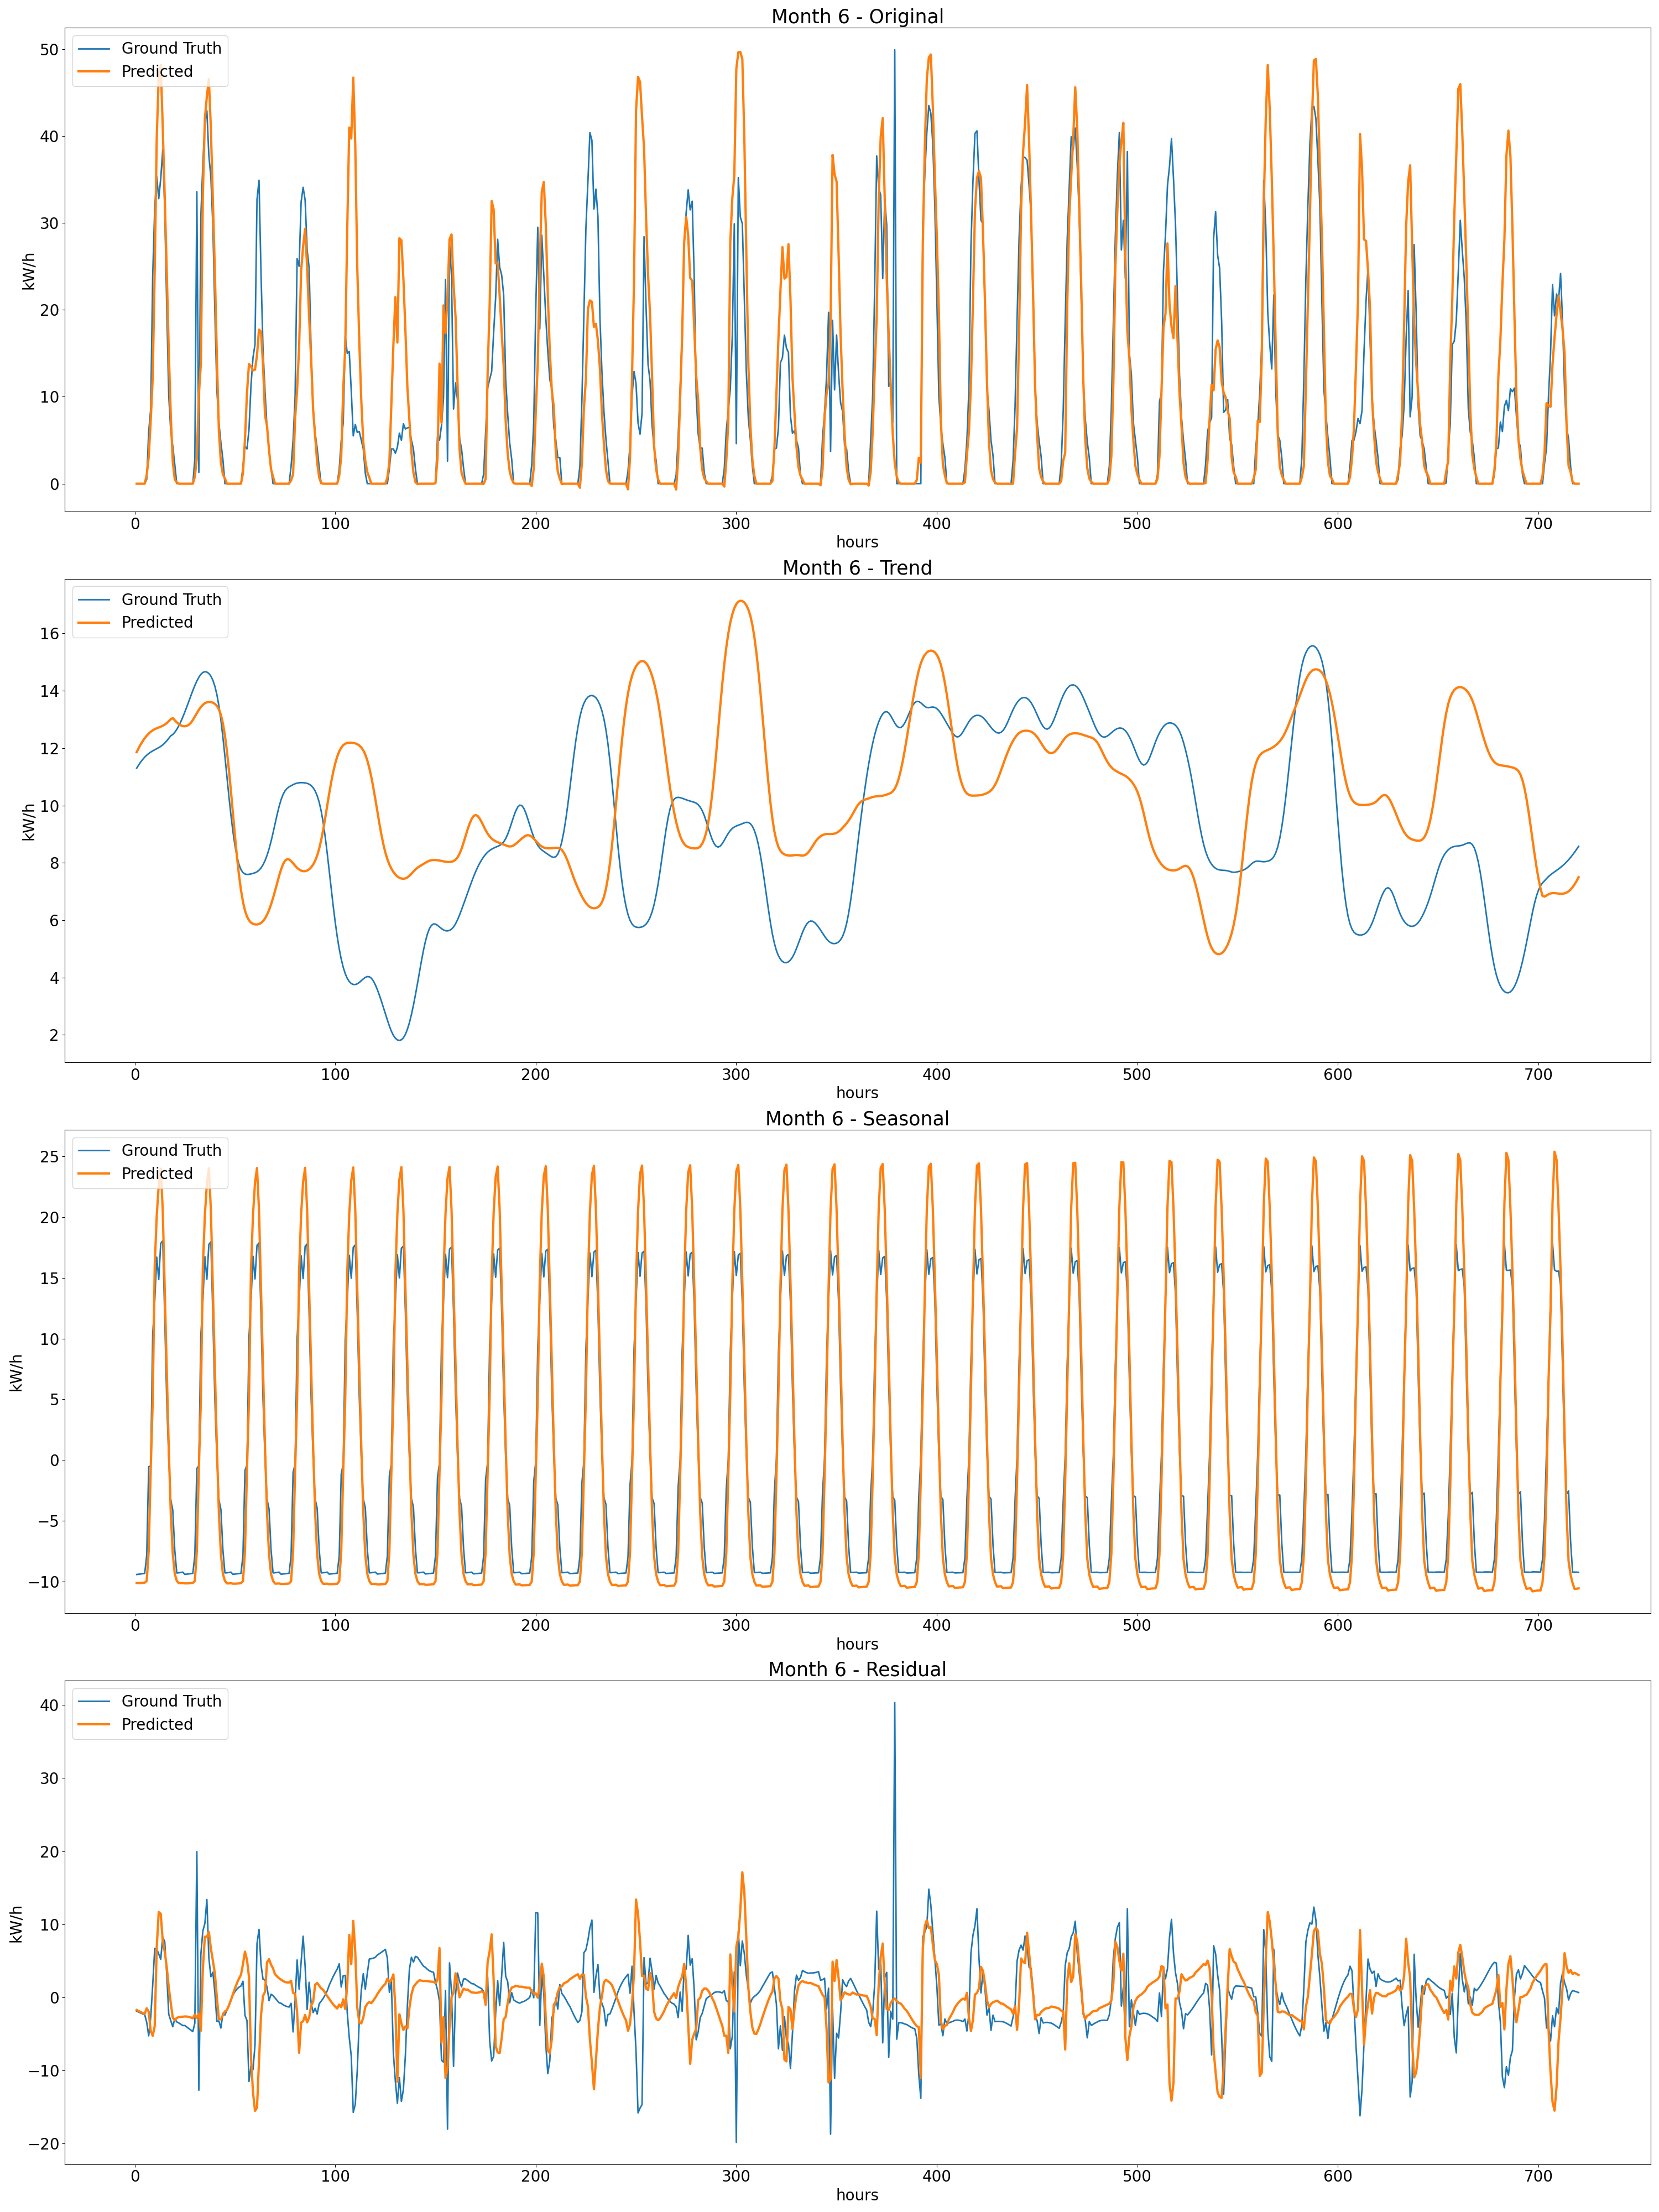 Month 6 - Original
Ground Truth
Predicted
kW/h
50
40
30
20
10
0
0 100 200 300 400 500 600 700
hours
Month 6 - Trend
Ground Truth
Predicted
kW/h
16
14
12
10
8
6
4
2
0 100 200 300 400 500 600 700
hours
Month 6 - Seasonal
Ground Truth
Predicted
kW/h
25
20
15
10
5
0
−5
−10
0 100 200 300 400 500 600 700
hours
Month 6 - Residual
Ground Truth
Predicted
kW/h
40
30
20
10
0
−10
−20
0 100 200 300 400 500 600 700
hours